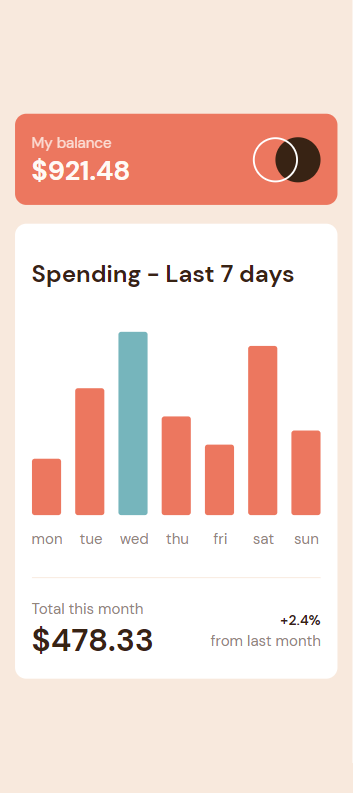 My balance
$921.48
Spending - Last 7 days
mon tue wed thu fri sat sun
Total this month
$478.33
+2.4%
from last month